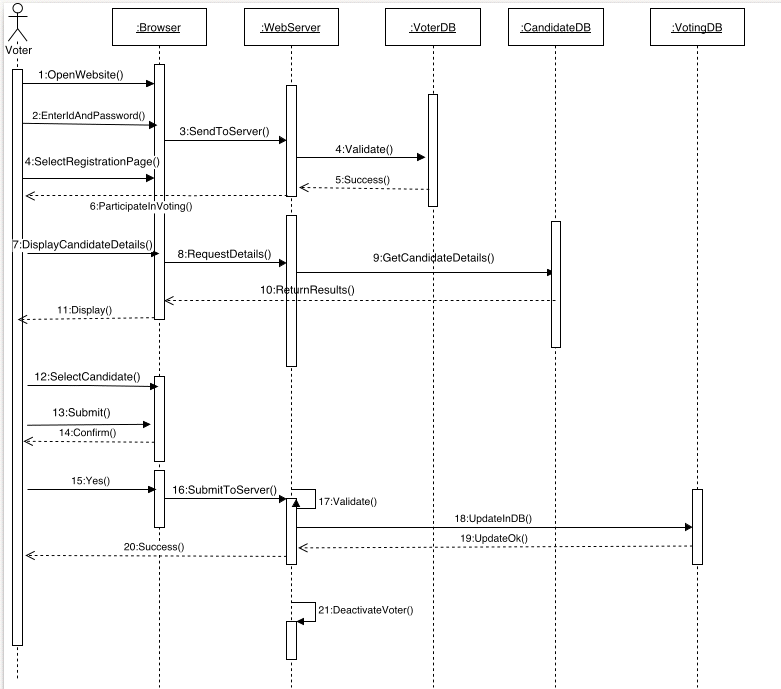 :Browser
:WebServer
:VoterDB
:CandidateDB
:VotingDB
Voter
1:OpenWebsite()
2:EnterIdAndPassword()
3:SendToServer()
4:Validate()
4:SelectRegistrationPage()
5:Success()
6:ParticipateInVoting()
7:DisplayCandidateDetails()
8:RequestDetails()
9:GetCandidateDetails()
10:ReturnResults()
11:Display()
12:SelectCandidate()
13:Submit()
14:Confirm()
15:Yes()
16:SubmitToServer()
17:Validate()
18:UpdateInDB()
19:UpdateOk()
20:Success()
21:DeactivateVoter()